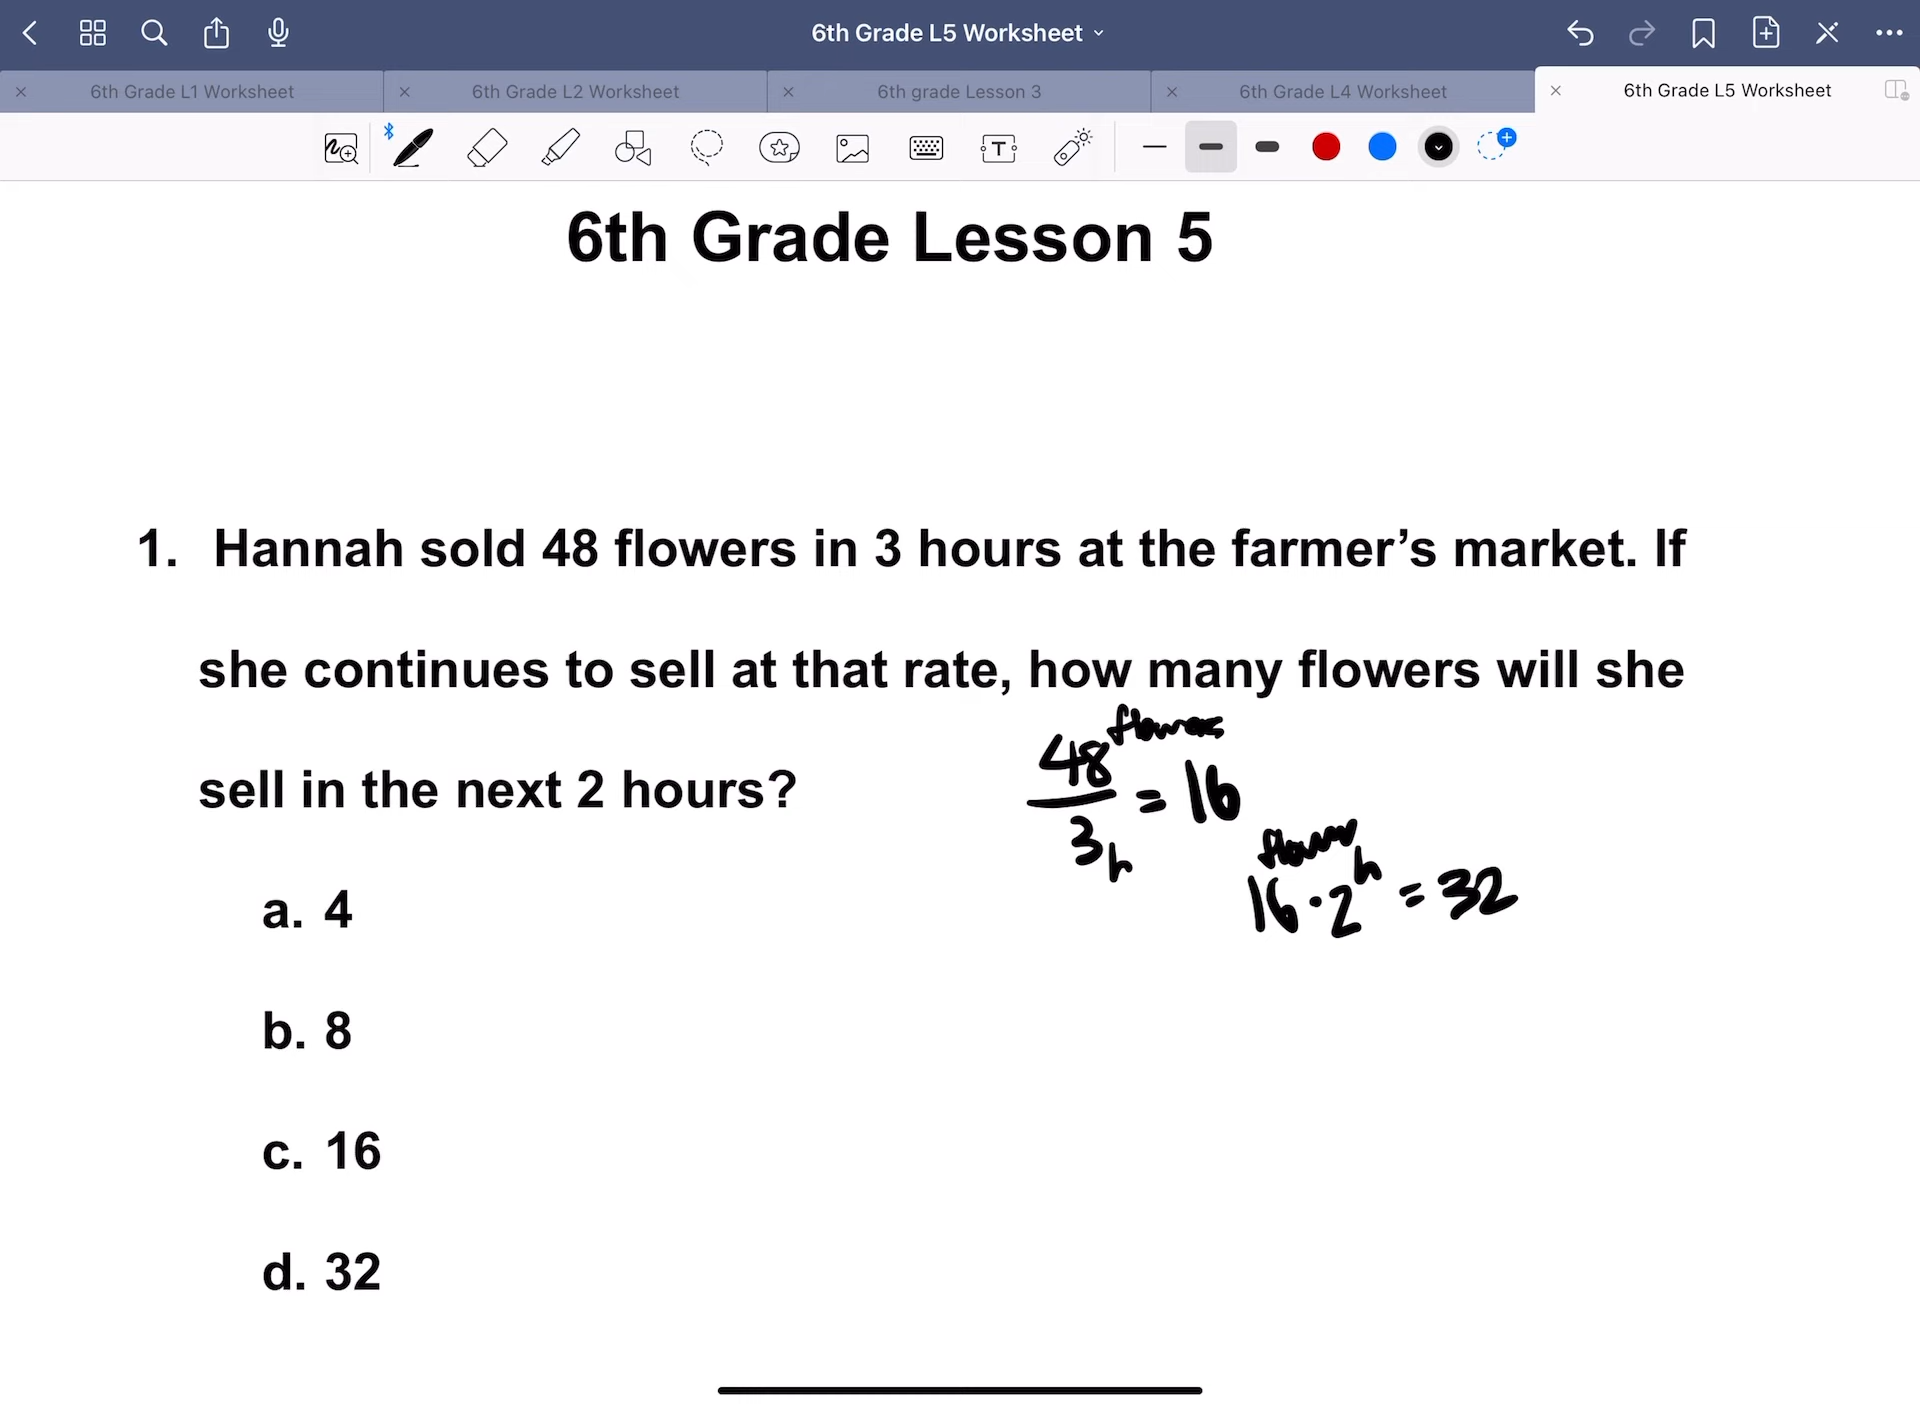 6th Grade L5 Worksheet
6th Grade L1 Worksheet
6th Grade L2 Worksheet
6th grade Lesson 3
6th Grade L4 Worksheet
6th Grade L5 Worksheet
T
6th Grade Lesson 5
1. Hannah sold 48 flowers in 3 hours at the farmer’s market. If
she continues to sell at that rate, how many flowers will she
sell in the next 2 hours?
48 flowers / 3h = 16
flower
16 · 2h = 32
a. 4
b. 8
c. 16
d. 32